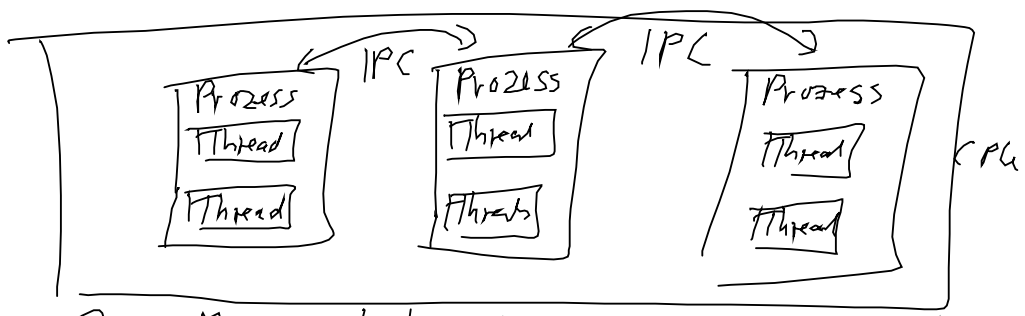 IPC
IPC
Prozess
Prozess
Prozess
Thread
Thread
Thread
CPU
Thread
Threads
Thread